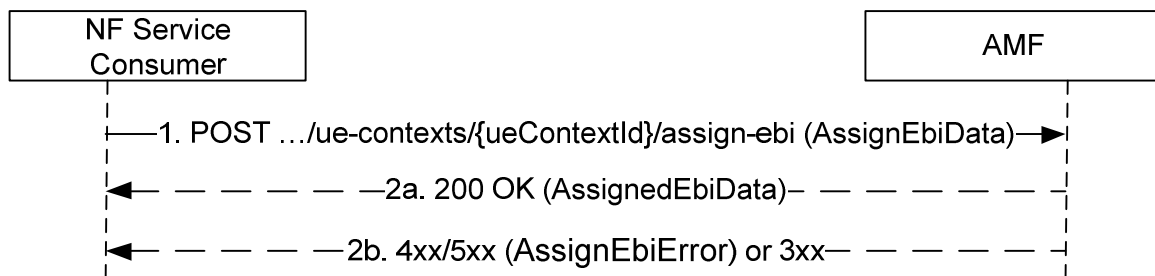 NF Service
Consumer
AMF
1. POST …/ue-contexts/{ueContextId}/assign-ebi (AssignEbiData)
2a. 200 OK (AssignedEbiData)
2b. 4xx/5xx (AssignEbiError) or 3xx